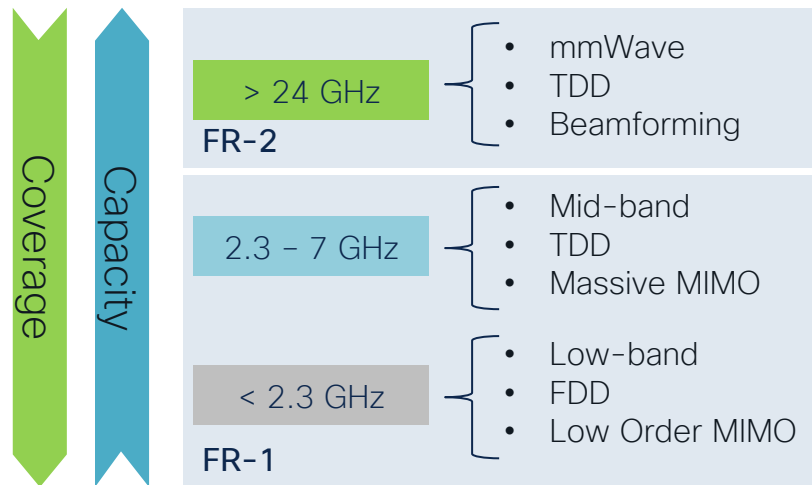 Coverage
Capacity
> 24 GHz
FR-2
• mmWave
• TDD
• Beamforming
2.3 – 7 GHz
• Mid-band
• TDD
• Massive MIMO
< 2.3 GHz
FR-1
• Low-band
• FDD
• Low Order MIMO